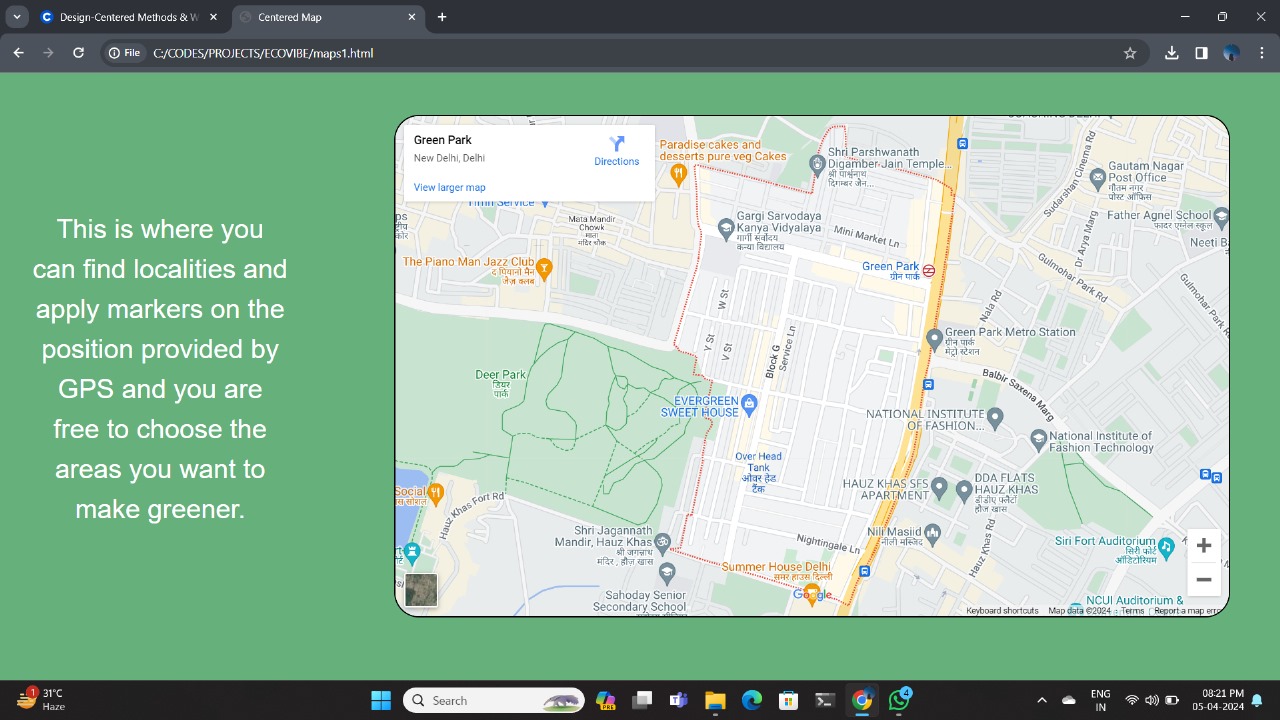 Design-Centered Methods & W
Centered Map
File
C:/CODES/PROJECTS/ECOVIBE/maps1.html
This is where you
can find localities and
apply markers on the
position provided by
GPS and you are
free to choose the
areas you want to
make greener.
Green Park
New Delhi, Delhi
Directions
View larger map
Paradise cakes and
desserts pure veg Cakes
Shri Parshwanath
Digamber Jain Temple...
श्री पार्श्वनाथ
दिगम्बर जैन...
Gautam Nagar
Post Office
गौतम नगर
पोस्ट ऑफिस
Sudarshan Cinema Rd
Mata Mandir
Chowk
माता
मंदिर चौक
Gargi Sarvodaya
Kanya Vidyalaya
गार्गी सर्वोदय
कन्या विद्यालय
Mini Market Ln
Father Agnel School
Dr Arya Marg
Neeti B
The Piano Man Jazz Club
द पियानो मैन
जैज़ क्लब
Green Park
ग्रीन पार्क
Gulmohar Park Rd
Gulmohar Park Rd
Nala Rd
W St
Y St
V St
Block G
Service Ln
Green Park Metro Station
ग्रीन पार्क
मेट्रो स्टेशन
Deer Park
डियर
पार्क
Balbir Saxena Marg
EVERGREEN
SWEET HOUSE
NATIONAL INSTITUTE
OF FASHION...
National Institute of
Fashion Technology
Over Head
Tank
ओवर हेड
टैंक
Social
HAUZ KHAS SFS
APARTMENT
DDA FLATS
HAUZ KHAS
डीडीए फ्लैट्स
हौज़ खास
Hauz Khas Fort Rd
Shri Jagannath
Mandir, Hauz Khas
श्री जगन्नाथ
मंदिर, हौज़ खास
Nili Masjid
नीली मस्जिद
Nightingale Ln
Hauz Khas Rd
Siri Fort Auditorium
सिरी फोर्ट
ऑडिटोरियम
Summer House Delhi
समर हाउस दिल्ली
Sahoday Senior
Secondary School
Google
NCUI Auditorium &
Keyboard shortcuts Map data ©2024 Terms Report a map erro
1
31°C
Haze
Search
PRE
4
ENG
IN
08:21 PM
05-04-2024